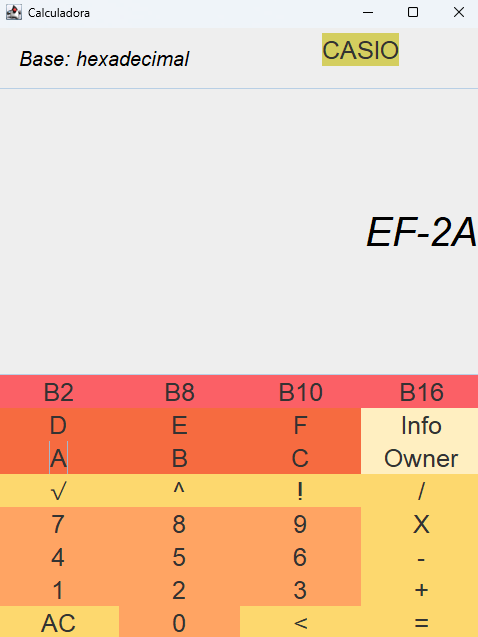 Calculadora
Base: hexadecimal
CASIO
EF-2A
B2 B8 B10 B16
D E F Info
A B C Owner
√ ^ ! /
7 8 9 X
4 5 6 -
1 2 3 +
AC 0 < =